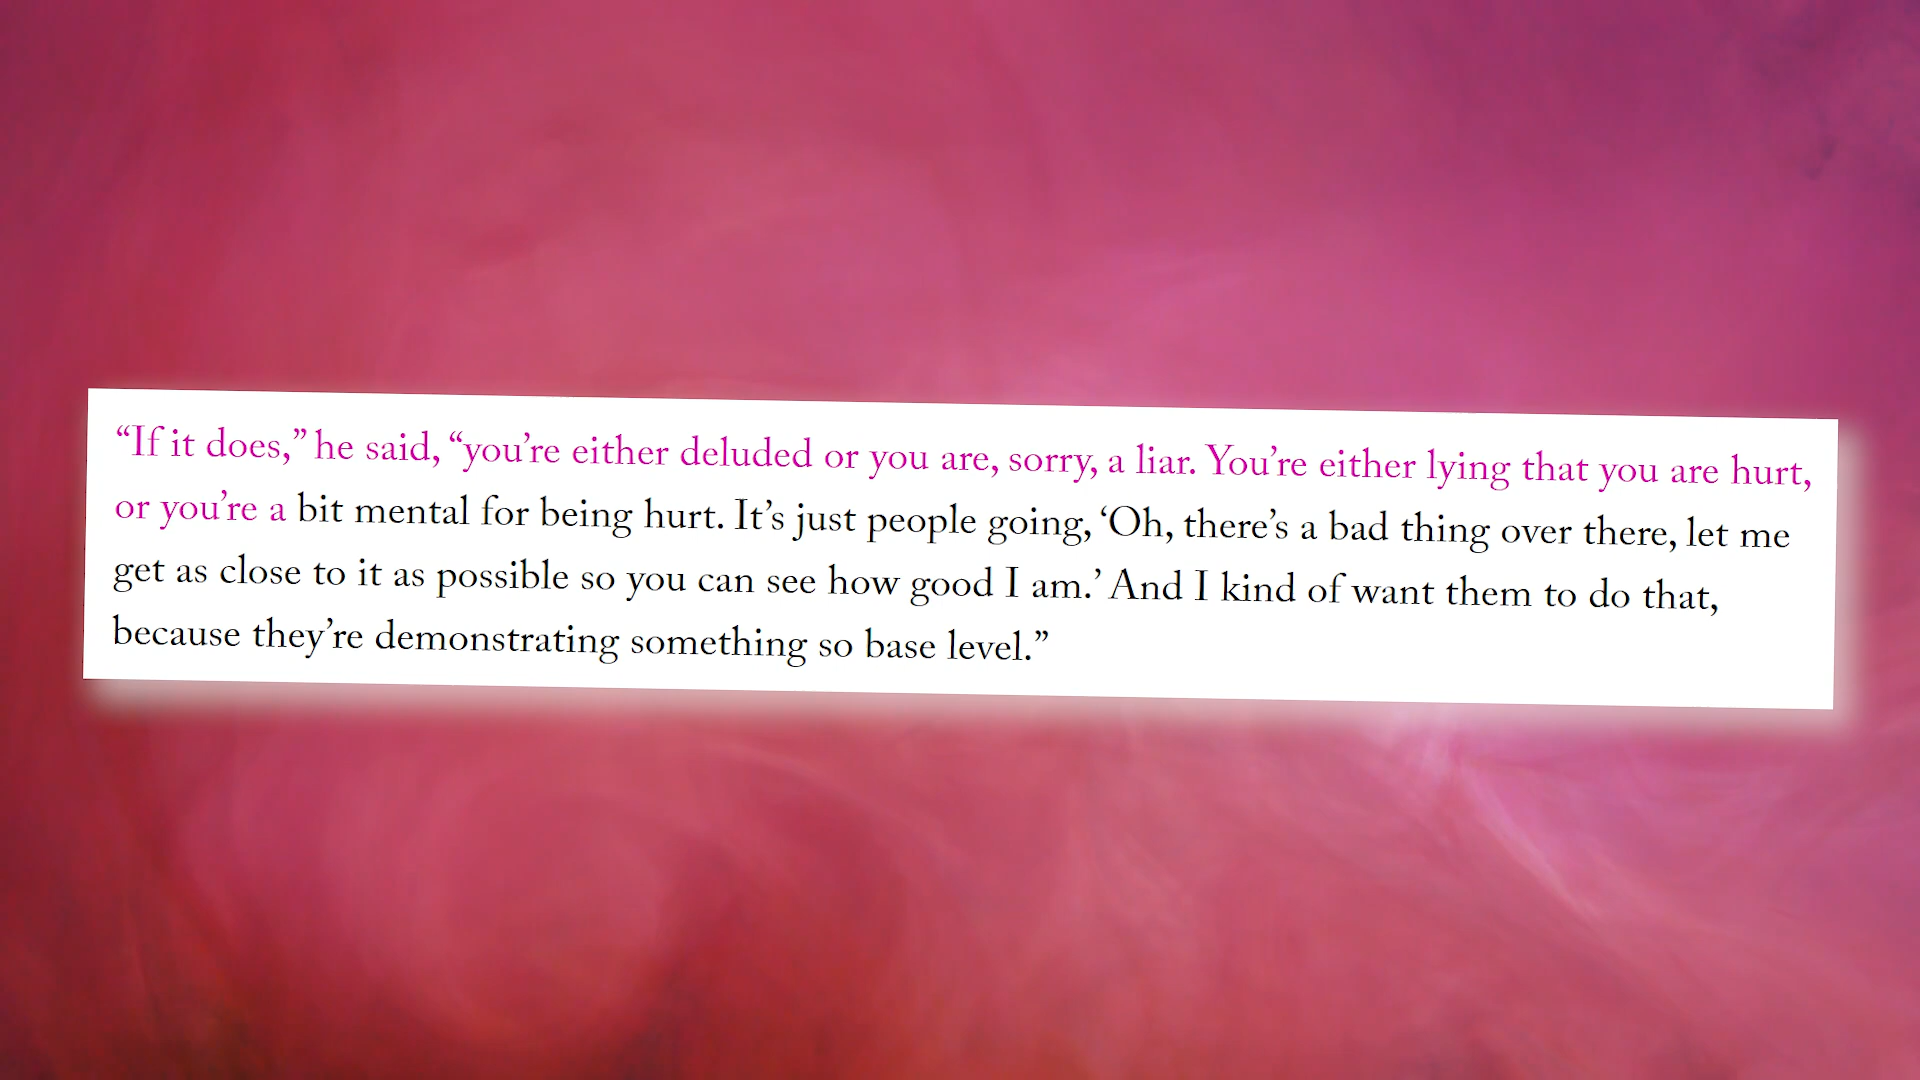 “If it does,” he said, “you’re either deluded or you are, sorry, a liar. You’re either lying that you are hurt,
or you’re a bit mental for being hurt. It’s just people going, ‘Oh, there’s a bad thing over there, let me
get as close to it as possible so you can see how good I am.’ And I kind of want them to do that,
because they’re demonstrating something so base level.”